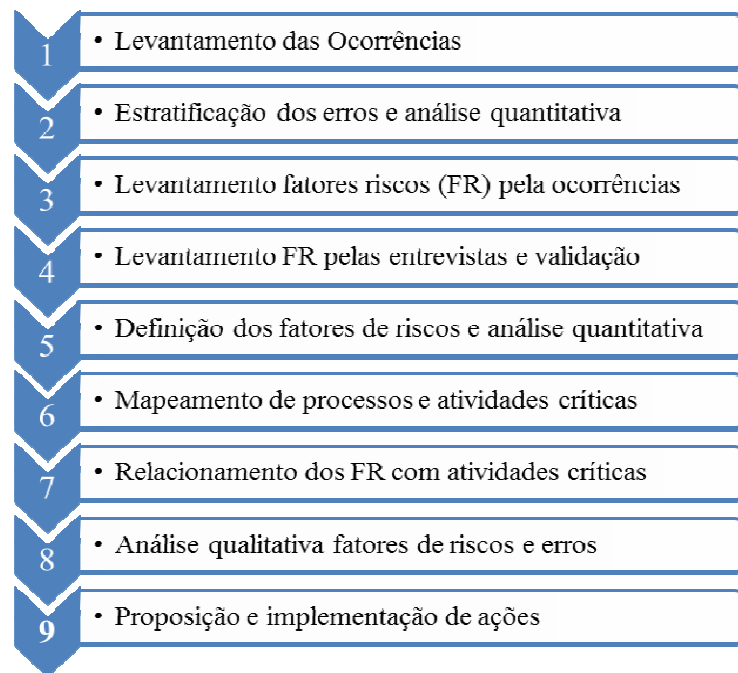 1 • Levantamento das Ocorrências
2 • Estratificação dos erros e análise quantitativa
3 • Levantamento fatores riscos (FR) pela ocorrências
4 • Levantamento FR pelas entrevistas e validação
5 • Definição dos fatores de riscos e análise quantitativa
6 • Mapeamento de processos e atividades críticas
7 • Relacionamento dos FR com atividades críticas
8 • Análise qualitativa fatores de riscos e erros
9 • Proposição e implementação de ações